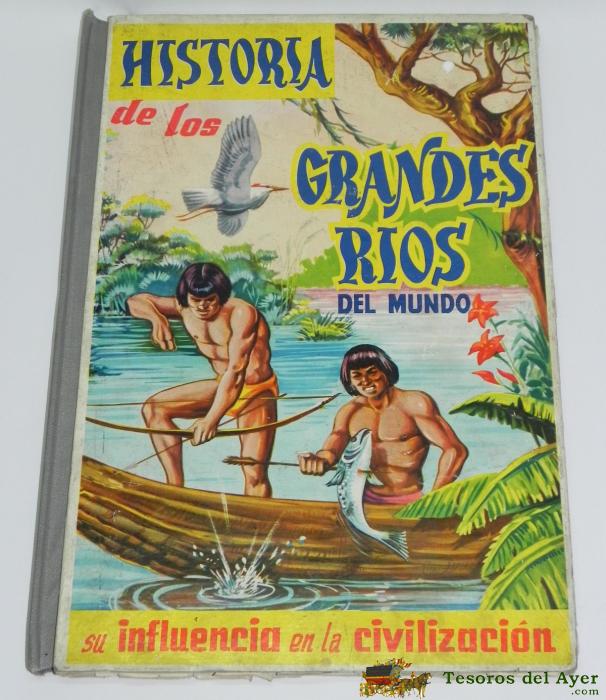 HISTORIA
de los
GRANDES
RIOS
DEL MUNDO
su influencia en la civilización
Tesoros del Ayer
.com